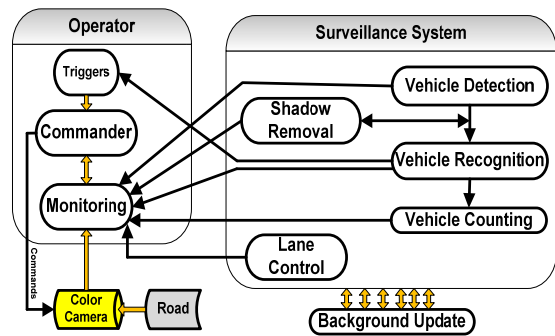 Operator
Surveillance System
Triggers
Commander
Monitoring
Vehicle Detection
Shadow
Removal
Vehicle Recognition
Vehicle Counting
Lane
Control
Commands
Color
Camera
Road
Background Update